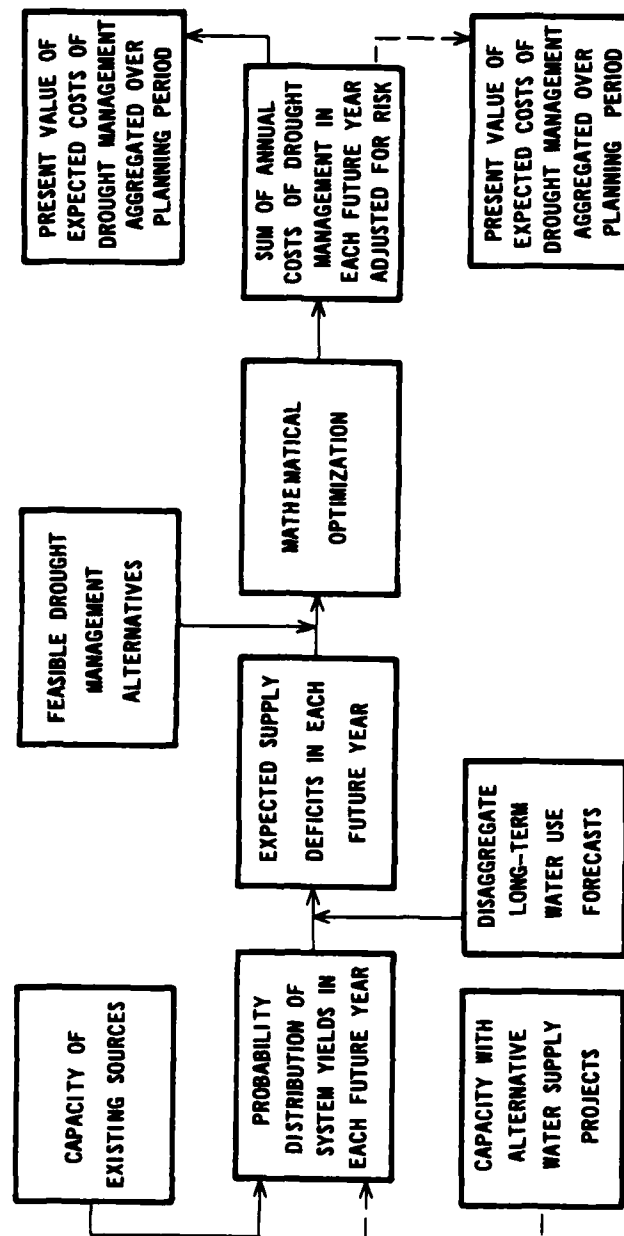 CAPACITY OF
EXISTING SOURCES
PROBABILITY
DISTRIBUTION OF
SYSTEM YIELDS IN
EACH FUTURE YEAR
CAPACITY WITH
ALTERNATIVE
WATER SUPPLY
PROJECTS
DISAGGREGATE
LONG-TERM
WATER USE
FORECASTS
EXPECTED SUPPLY
DEFICITS IN EACH
FUTURE YEAR
FEASIBLE DROUGHT
MANAGEMENT
ALTERNATIVES
MATHEMATICAL
OPTIMIZATION
SUM OF ANNUAL
COSTS OF DROUGHT
MANAGEMENT IN
EACH FUTURE YEAR
ADJUSTED FOR RISK
PRESENT VALUE OF
EXPECTED COSTS OF
DROUGHT MANAGEMENT
AGGREGATED OVER
PLANNING PERIOD
PRESENT VALUE OF
EXPECTED COSTS OF
DROUGHT MANAGEMENT
AGGREGATED OVER
PLANNING PERIOD